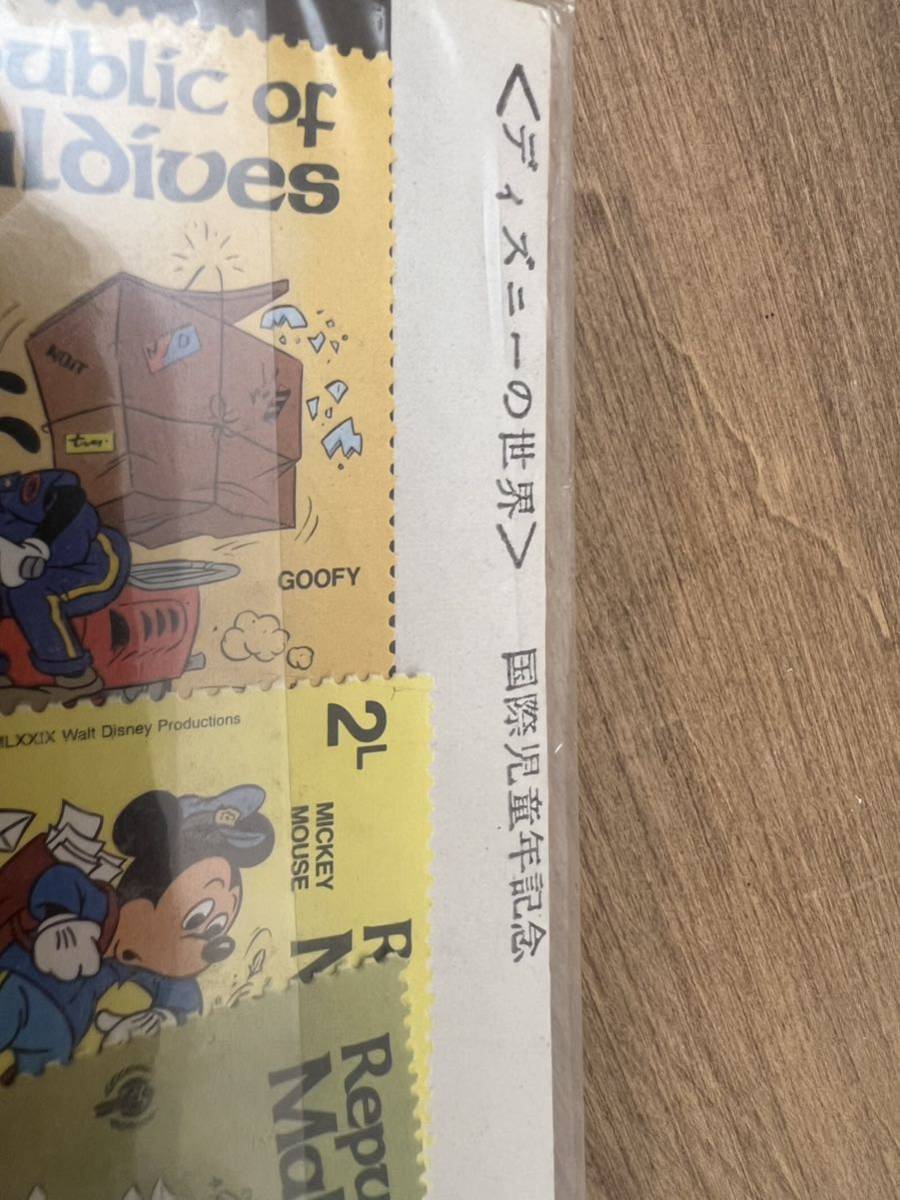 ublic of
ldives
GOOFY
MLXXIX Walt Disney Productions
2L
MICKEY
MOUSE
R
M
Repu
Mal
<ディズニーの世界> 国際児童年記念